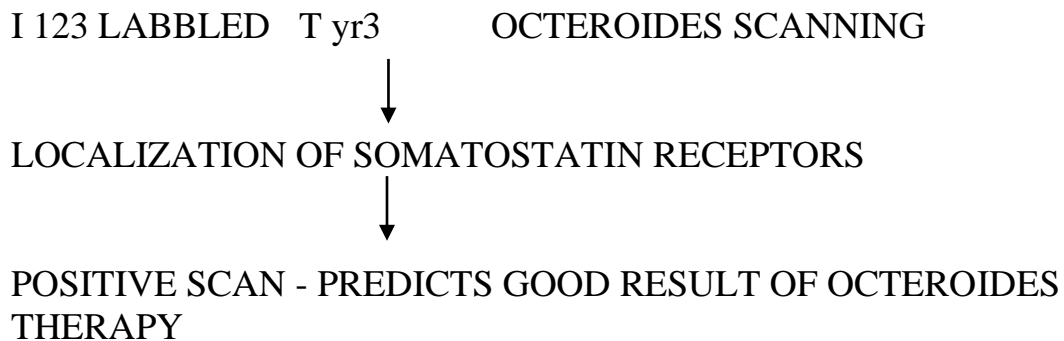 I 123 LABBLED T yr3 OCTEROIDES SCANNING
LOCALIZATION OF SOMATOSTATIN RECEPTORS
POSITIVE SCAN - PREDICTS GOOD RESULT OF OCTEROIDES
THERAPY